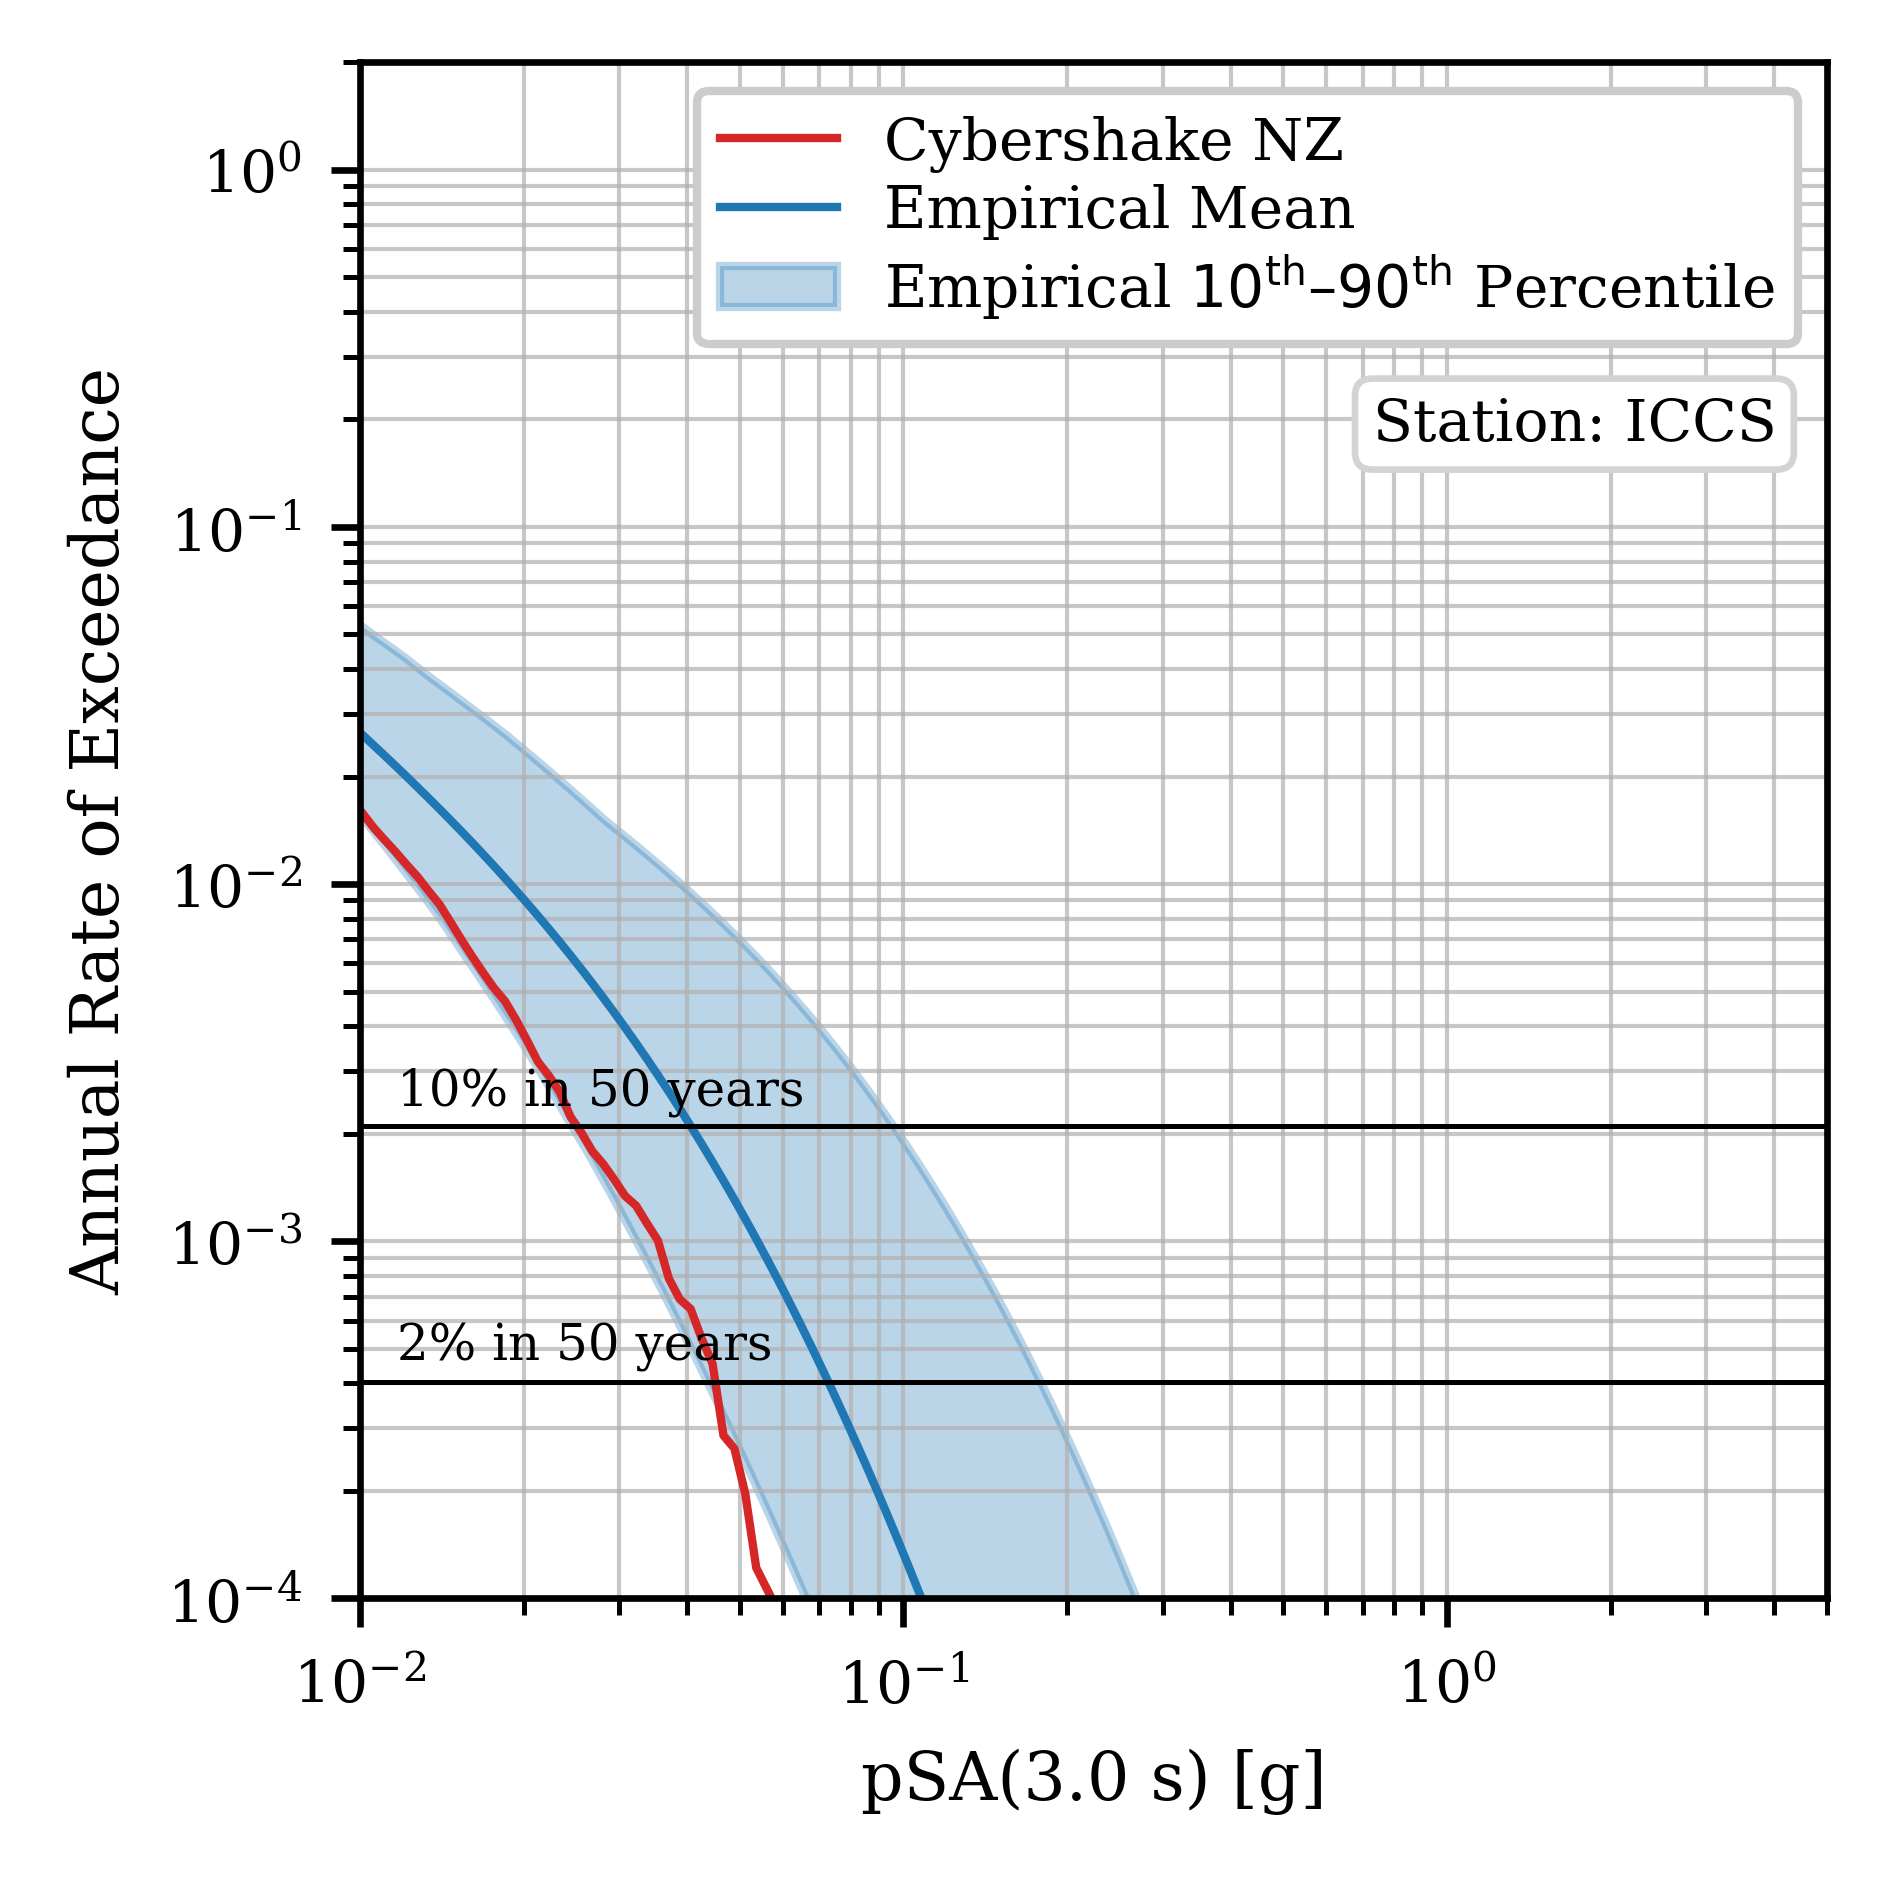 Cybershake NZ
Empirical Mean
Empirical 10ᵗʰ–90ᵗʰ Percentile
Station: ICCS
10⁰
10⁻¹
10⁻²
10⁻³
10⁻⁴
Annual Rate of Exceedance
10% in 50 years
2% in 50 years
10⁻²
10⁻¹
10⁰
pSA(3.0 s) [g]